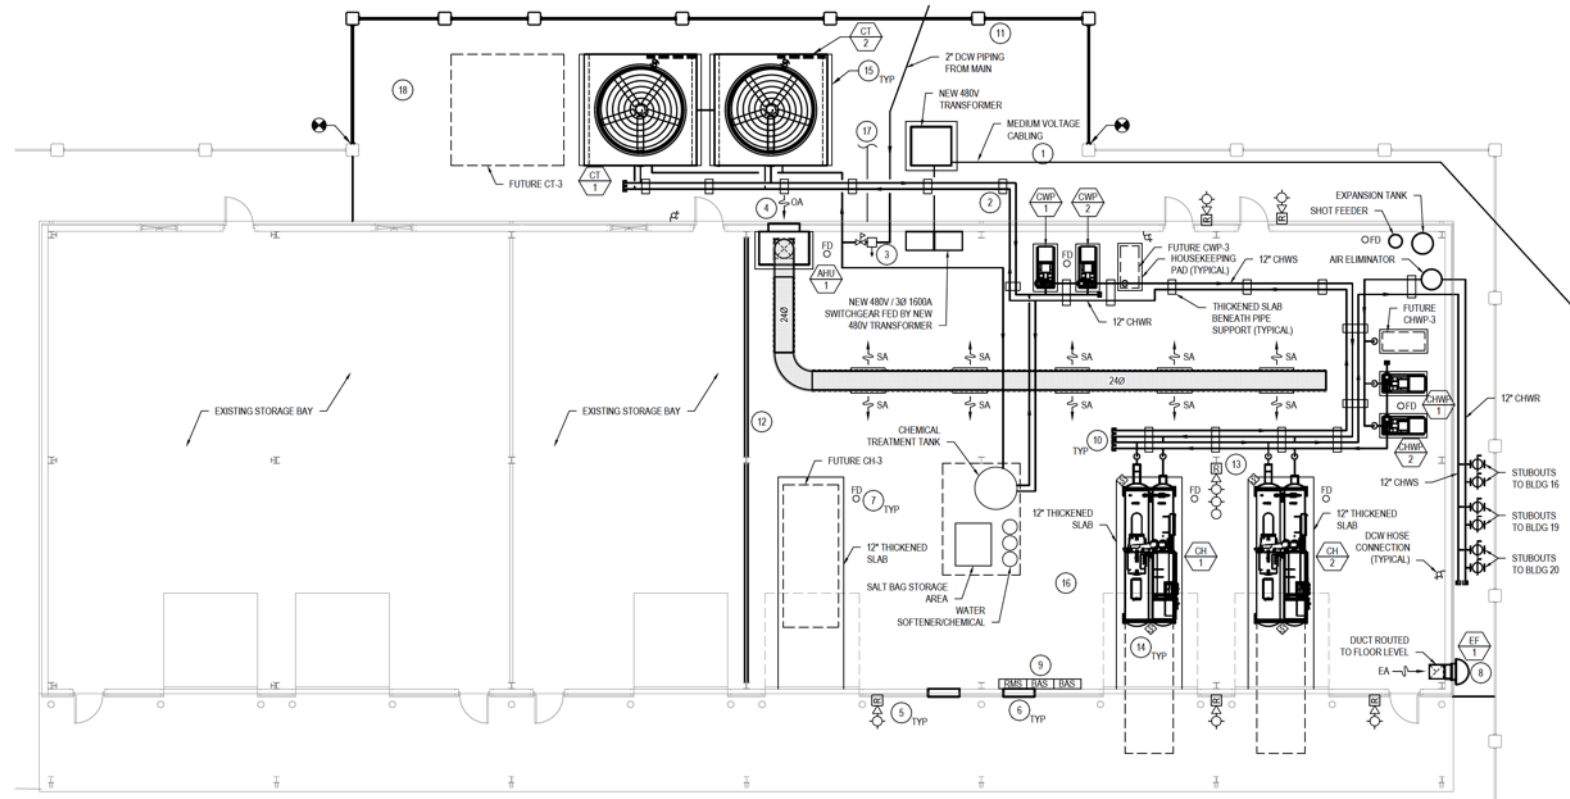 CT
2
11
2" DCW PIPING
FROM MAIN
15
TYP
18
NEW 480V
TRANSFORMER
17
MEDIUM VOLTAGE
CABLING
1
FUTURE CT-3
CT
1
2
CWP
1
CWP
2
4
OA
R
R
EXPANSION TANK
SHOT FEEDER
FD
FD
3
FD
FUTURE CWP-3
HOUSEKEEPING
PAD (TYPICAL)
12" CHWS
AIR ELIMINATOR
AHU
1
NEW 480V / 3Ø 1600A
SWITCHGEAR FED BY NEW
480V TRANSFORMER
12" CHWR
THICKENED SLAB
BENEATH PIPE
SUPPORT (TYPICAL)
FUTURE
CHWP-3
24Ø
SA
SA
SA
SA
SA
24Ø
SA
SA
SA
SA
SA
CHWP
1
FD
12" CHWR
CHWP
2
EXISTING STORAGE BAY
EXISTING STORAGE BAY
12
CHEMICAL
TREATMENT TANK
10
TYP
FUTURE CH-3
R
13
12" CHWS
STUBOUTS
TO BLDG 16
FD
7
TYP
FD
FD
12" THICKENED
SLAB
12" THICKENED
SLAB
STUBOUTS
TO BLDG 19
12" THICKENED
SLAB
CH
1
CH
2
DCW HOSE
CONNECTION
(TYPICAL)
STUBOUTS
TO BLDG 20
SALT BAG STORAGE
AREA
16
WATER
SOFTENER/CHEMICAL
14
TYP
DUCT ROUTED
TO FLOOR LEVEL
EF
1
9
EA
8
RMS BAS BAS
R
5
TYP
6
TYP
R
R